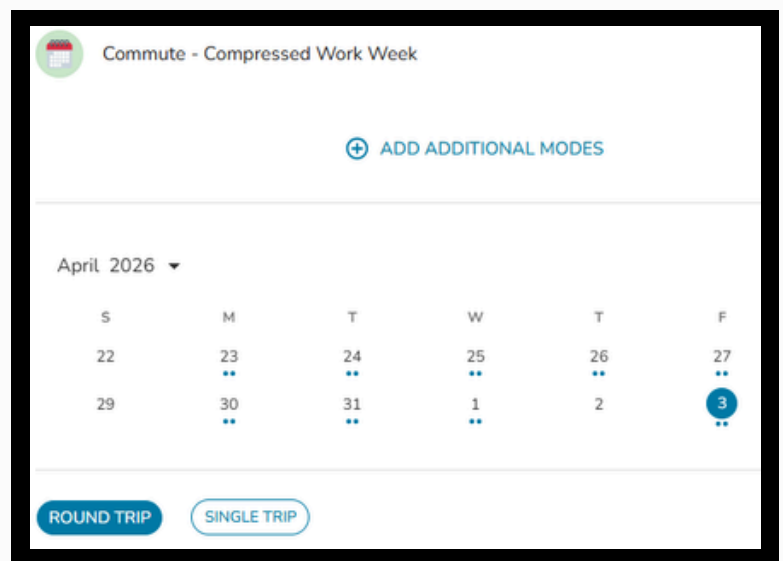 Commute - Compressed Work Week
ADD ADDITIONAL MODES
April 2026
S M T W T F
22 23 24 25 26 27
29 30 31 1 2 3
ROUND TRIP SINGLE TRIP